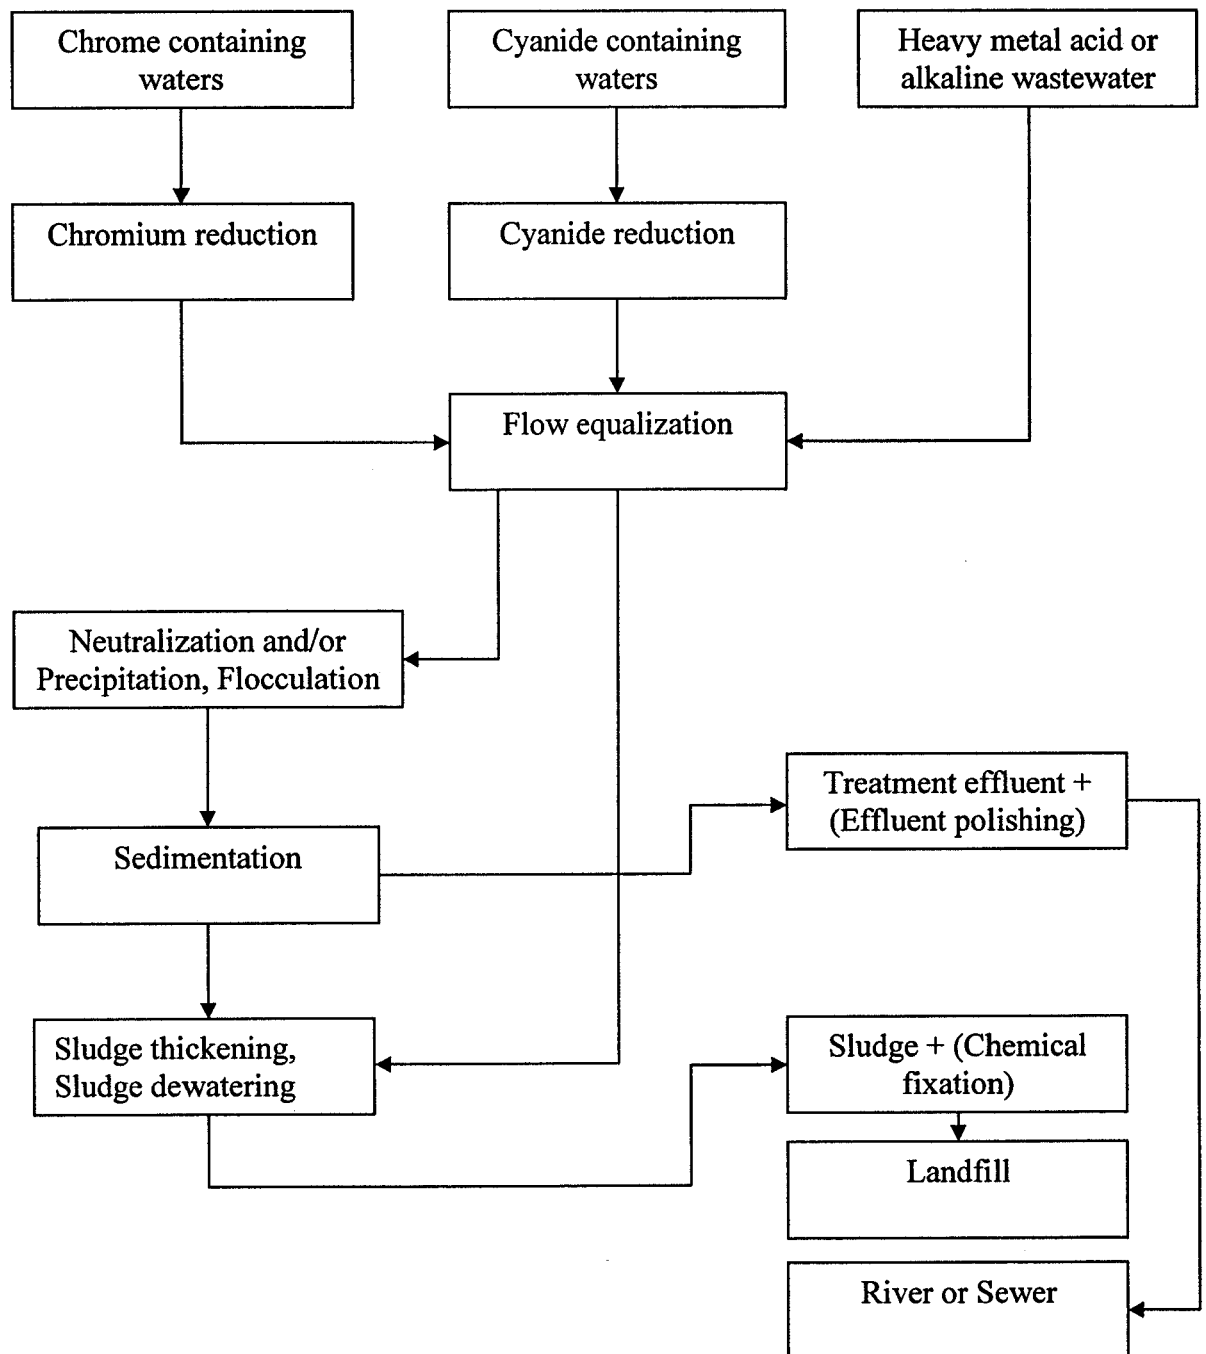 Chrome containing
waters
Cyanide containing
waters
Heavy metal acid or
alkaline wastewater
Chromium reduction
Cyanide reduction
Flow equalization
Neutralization and/or
Precipitation, Flocculation
Treatment effluent +
(Effluent polishing)
Sedimentation
Sludge thickening,
Sludge dewatering
Sludge + (Chemical
fixation)
Landfill
River or Sewer